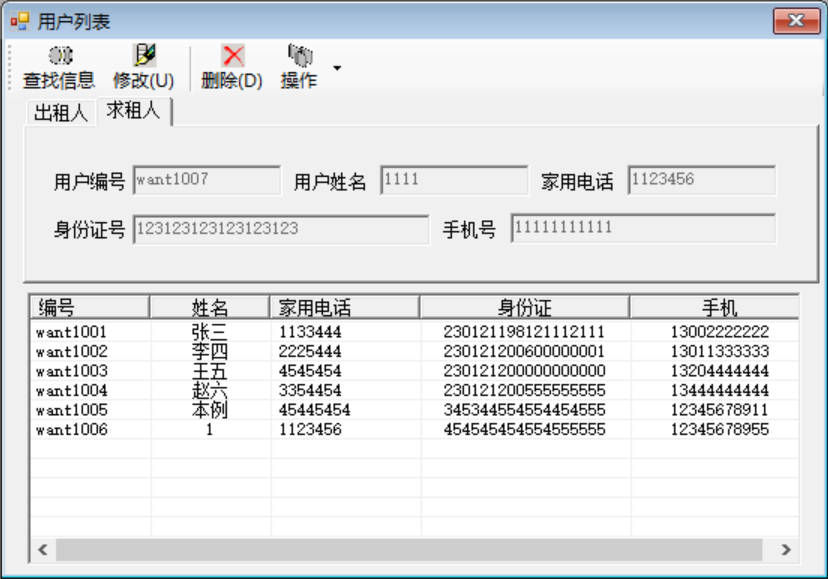 用户列表
查找信息 修改(U) 删除(D) 操作
出租人 求租人
用户编号 want1007 用户姓名 1111 家用电话 1123456
身份证号 123123123123123123 手机号 11111111111
编号 姓名 家用电话 身份证 手机
want1001 张三 1133444 230121198121112111 13002222222
want1002 李四 2225444 230121200600000001 13011333333
want1003 王五 4545454 230121200000000000 13204444444
want1004 赵六 3354454 230121200555555555 13444444444
want1005 本例 45445454 345344554554454555 12345678911
want1006 1 1123456 454545454554555555 12345678955